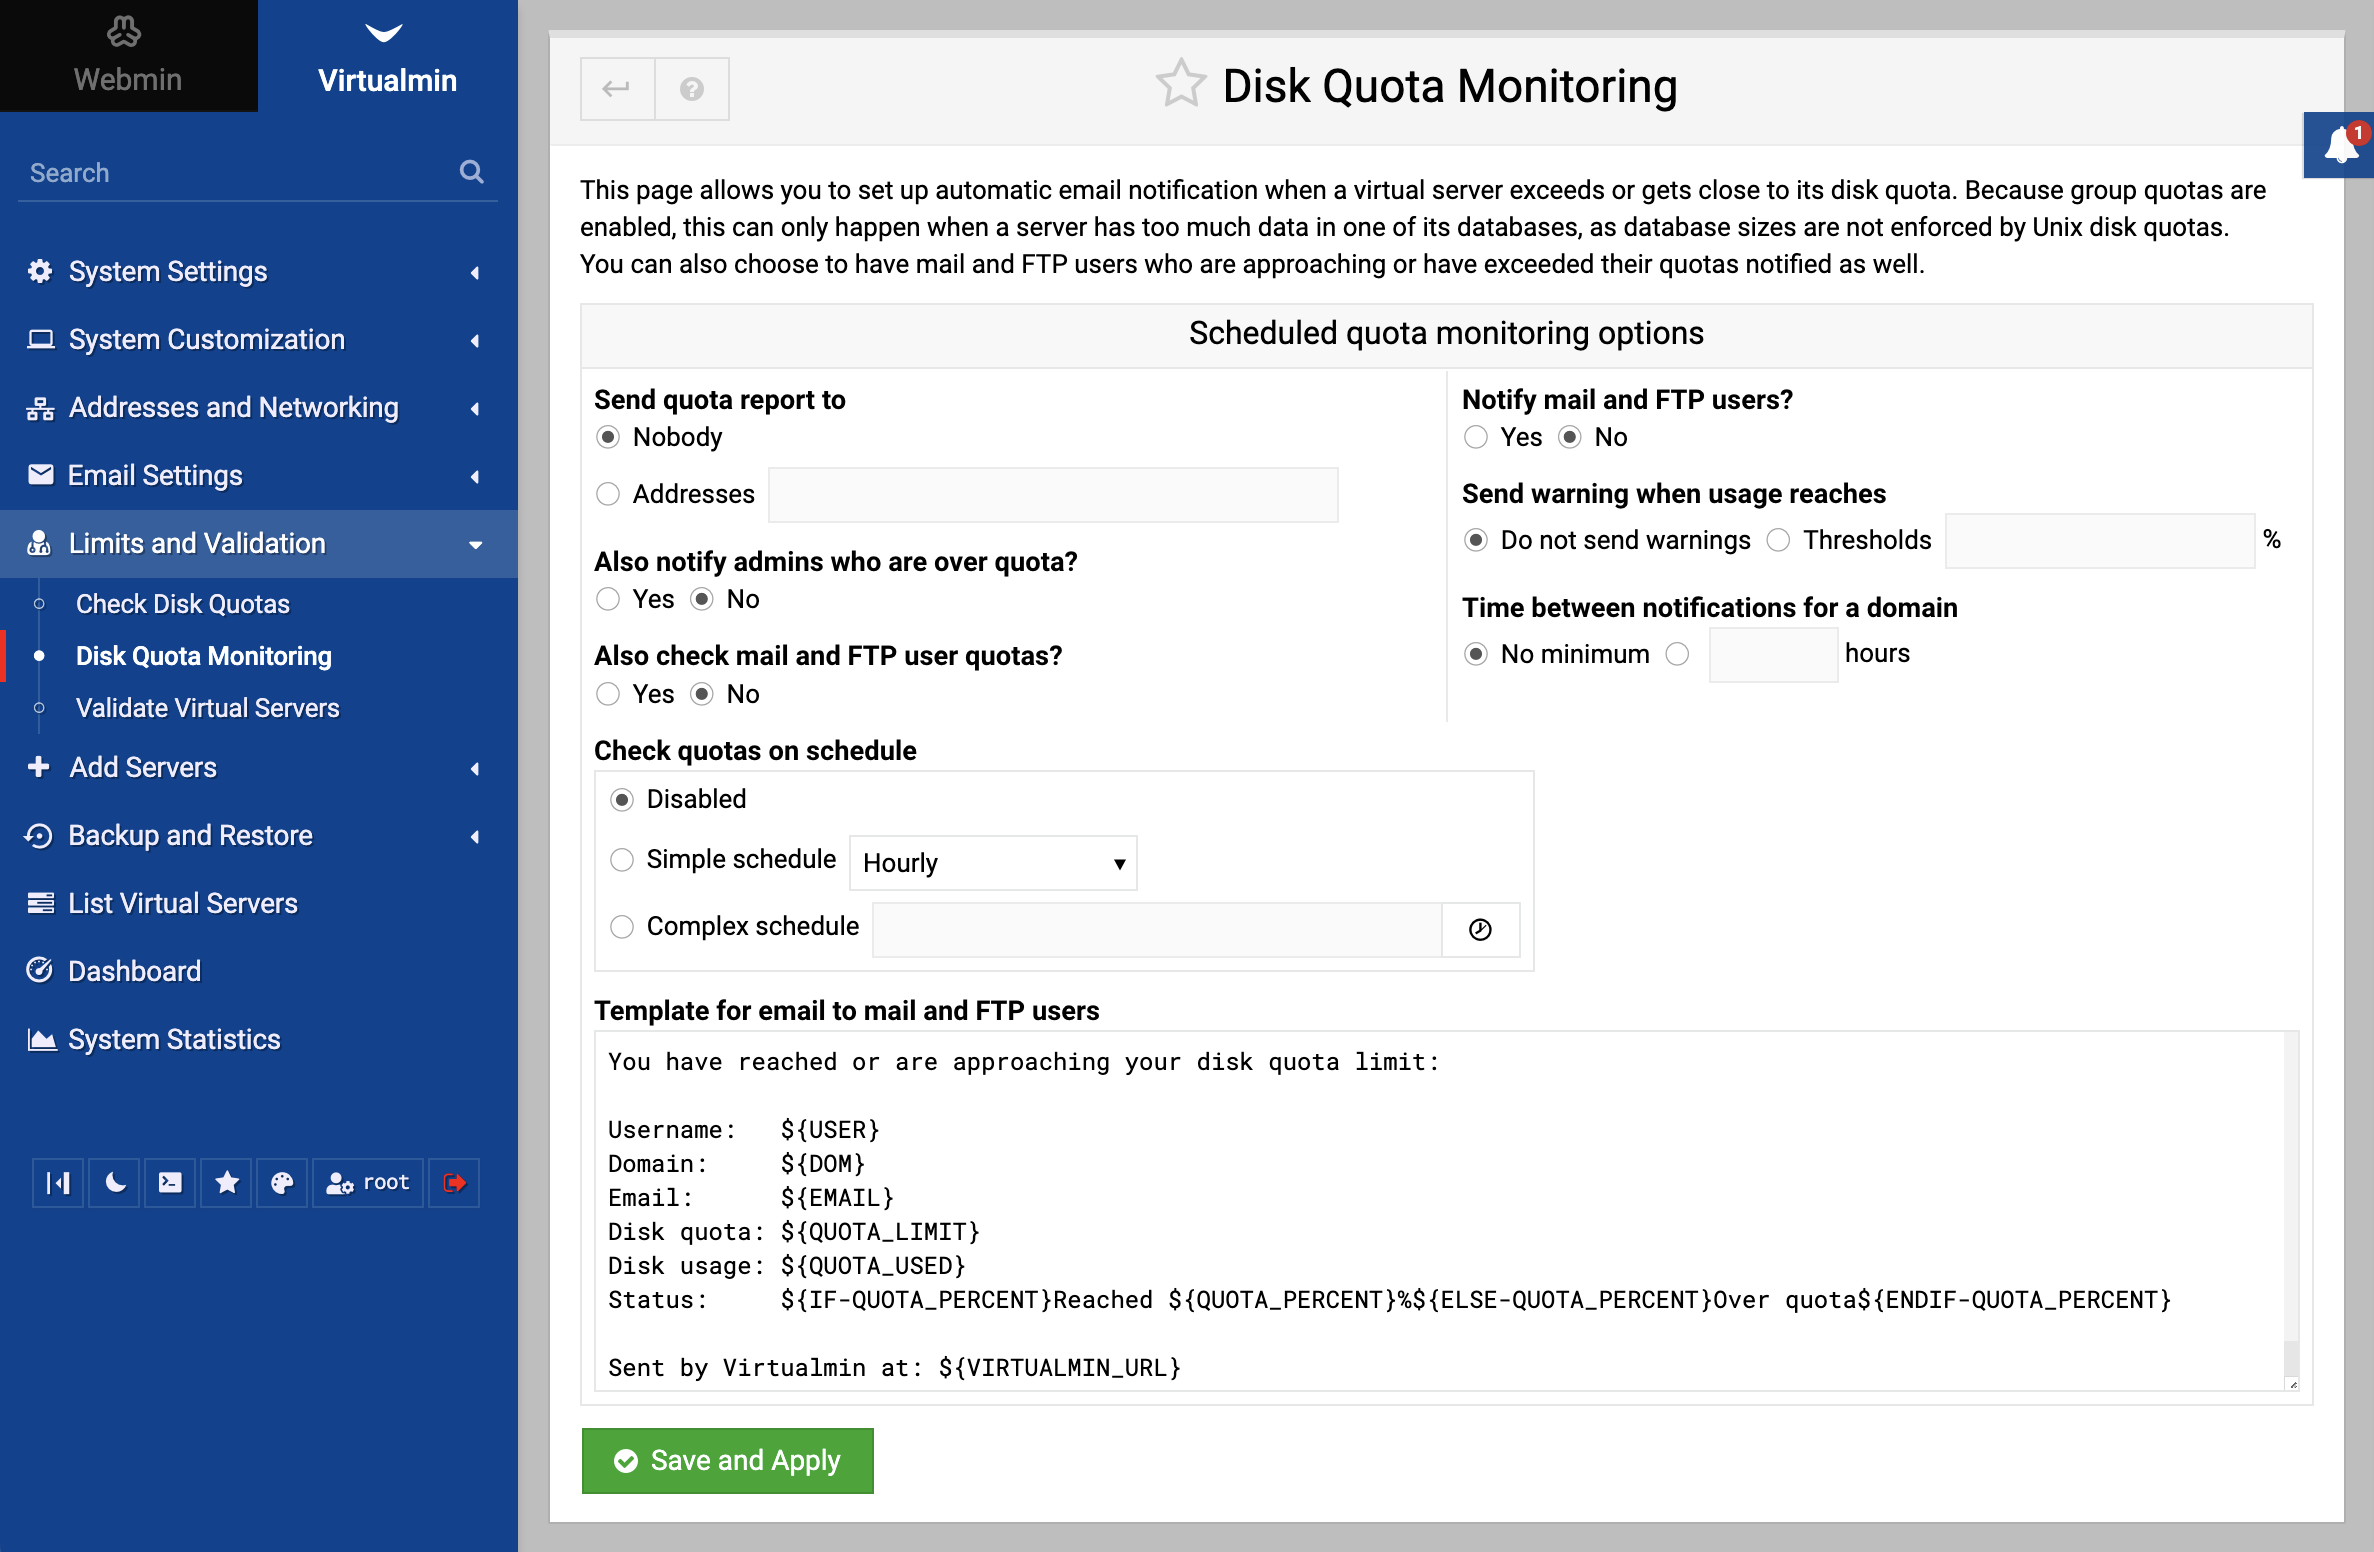 Webmin
Virtualmin
Search
System Settings
System Customization
Addresses and Networking
Email Settings
Limits and Validation
Check Disk Quotas
Disk Quota Monitoring
Validate Virtual Servers
Add Servers
Backup and Restore
List Virtual Servers
Dashboard
System Statistics
root
Disk Quota Monitoring
1
This page allows you to set up automatic email notification when a virtual server exceeds or gets close to its disk quota. Because group quotas are
enabled, this can only happen when a server has too much data in one of its databases, as database sizes are not enforced by Unix disk quotas.
You can also choose to have mail and FTP users who are approaching or have exceeded their quotas notified as well.
Scheduled quota monitoring options
Send quota report to
Nobody
Addresses
Also notify admins who are over quota?
Yes No
Also check mail and FTP user quotas?
Yes No
Notify mail and FTP users?
Yes No
Send warning when usage reaches
Do not send warnings Thresholds %
Time between notifications for a domain
No minimum hours
Check quotas on schedule
Disabled
Simple schedule Hourly
Complex schedule
Template for email to mail and FTP users
You have reached or are approaching your disk quota limit:
Username: ${USER}
Domain: ${DOM}
Email: ${EMAIL}
Disk quota: ${QUOTA_LIMIT}
Disk usage: ${QUOTA_USED}
Status: ${IF-QUOTA_PERCENT}Reached ${QUOTA_PERCENT}%${ELSE-QUOTA_PERCENT}Over quota${ENDIF-QUOTA_PERCENT}
Sent by Virtualmin at: ${VIRTUALMIN_URL}
Save and Apply